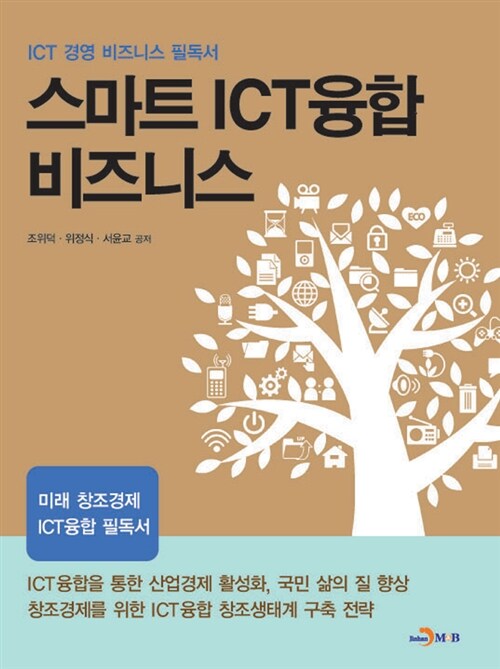 ICT 경영 비즈니스 필독서
스마트 ICT융합
비즈니스
조위덕 · 위정식 · 서윤교 공저
ECO
미래 창조경제
ICT융합 필독서
ICT융합을 통한 산업경제 활성화, 국민 삶의 질 향상
창조경제를 위한 ICT융합 창조생태계 구축 전략
Jinhan M&B